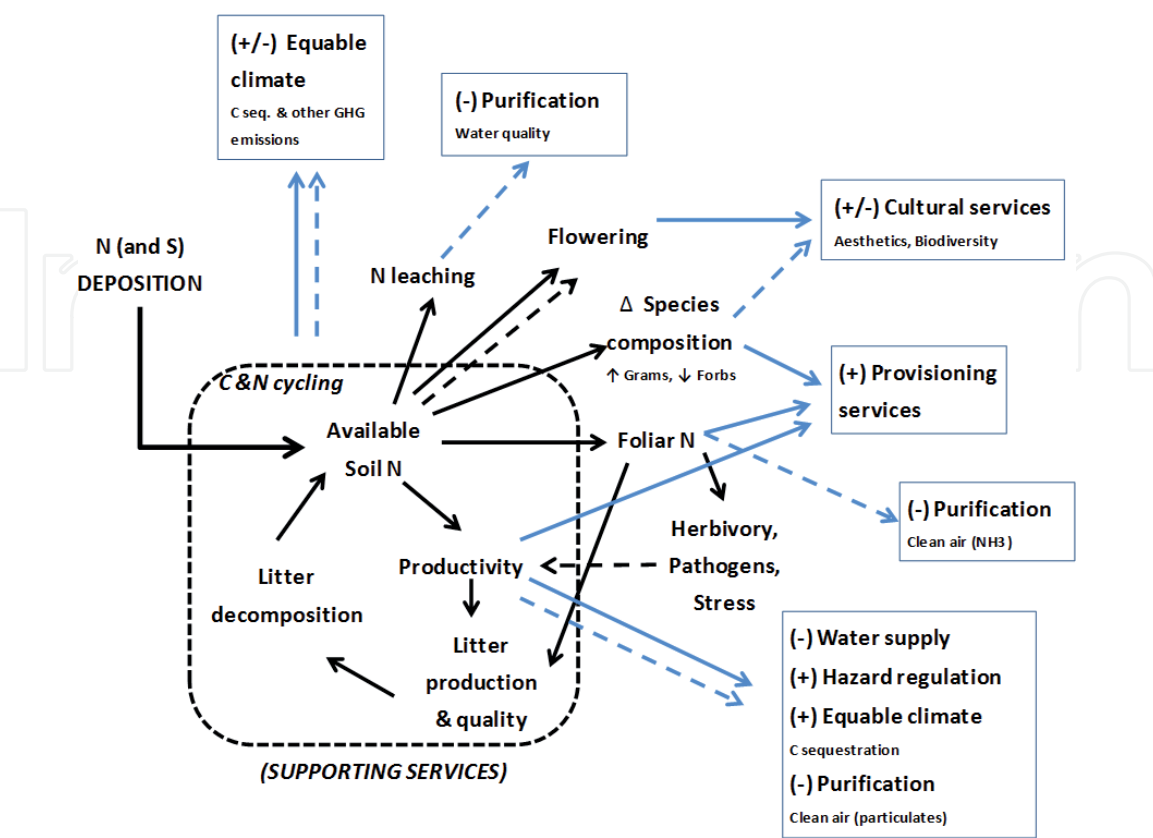 (+/-) Equable
climate
C seq. & other GHG
emissions
(-) Purification
Water quality
(+/-) Cultural services
Aesthetics, Biodiversity
N (and S)
DEPOSITION
Flowering
N leaching
Δ Species
composition
↑ Grams, ↓ Forbs
(+) Provisioning
services
C &N cycling
Available
Soil N
Foliar N
(-) Purification
Clean air (NH3)
Herbivory,
Pathogens,
Stress
Productivity
Litter
decomposition
Litter
production
& quality
(-) Water supply
(+) Hazard regulation
(+) Equable climate
C sequestration
(-) Purification
Clean air (particulates)
(SUPPORTING SERVICES)